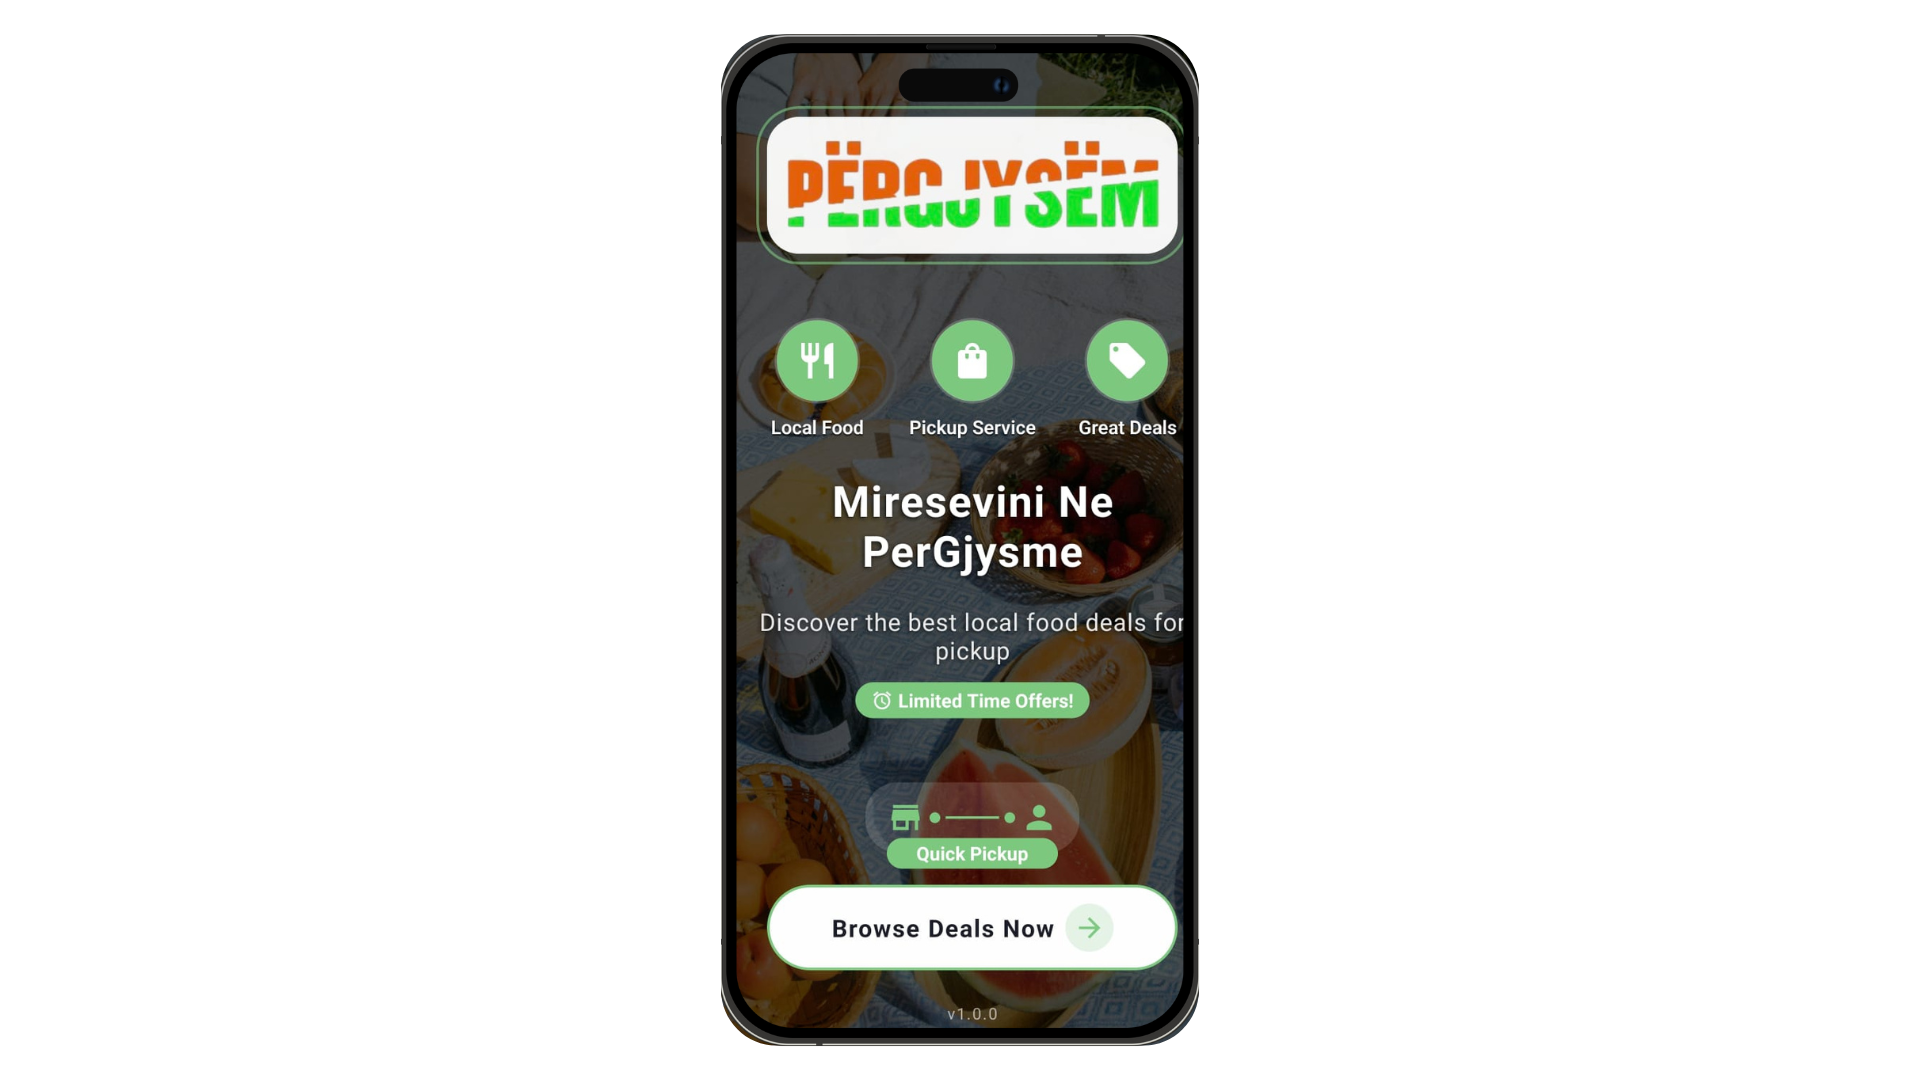 PËRGJYSËM
Local Food
Pickup Service
Great Deals
Miresevini Ne
PerGjysme
Discover the best local food deals for
pickup
Limited Time Offers!
Quick Pickup
Browse Deals Now
v1.0.0